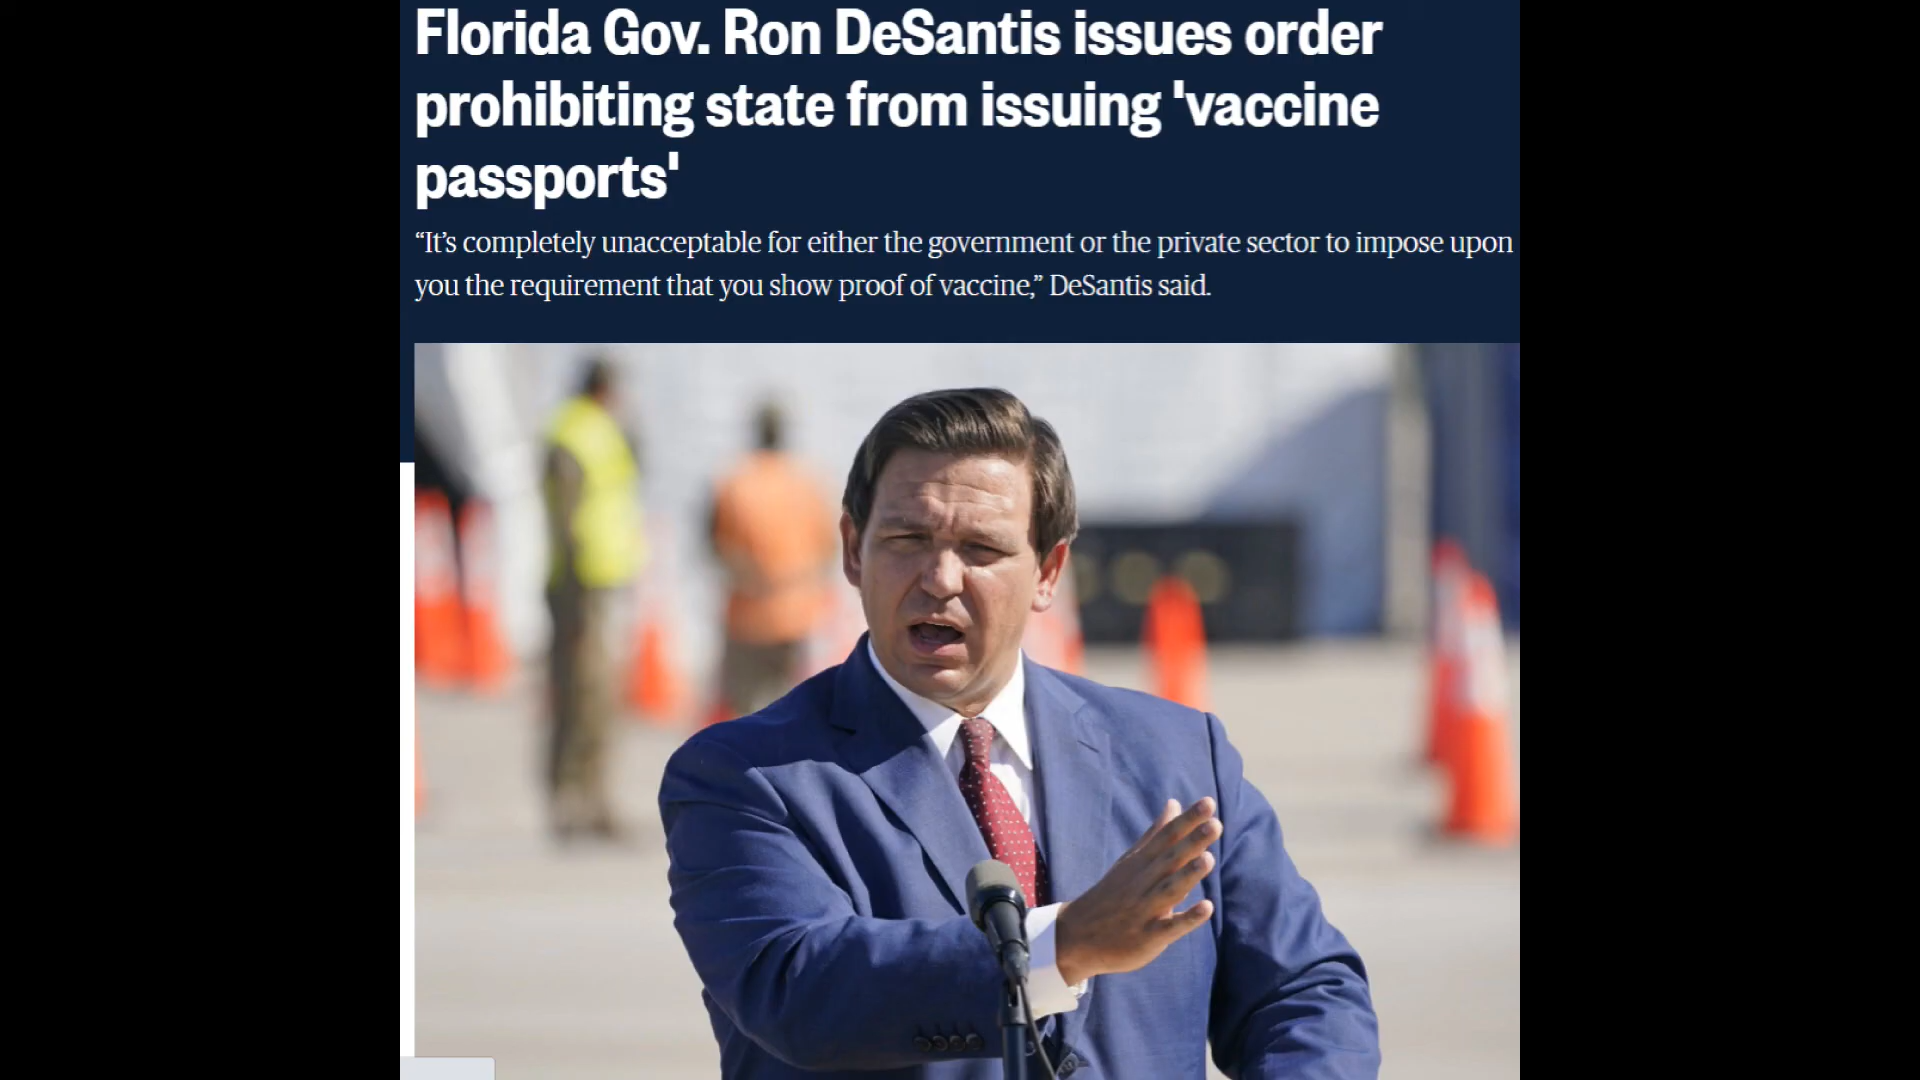 Florida Gov. Ron DeSantis issues order
prohibiting state from issuing 'vaccine
passports'
“It’s completely unacceptable for either the government or the private sector to impose upon
you the requirement that you show proof of vaccine,” DeSantis said.